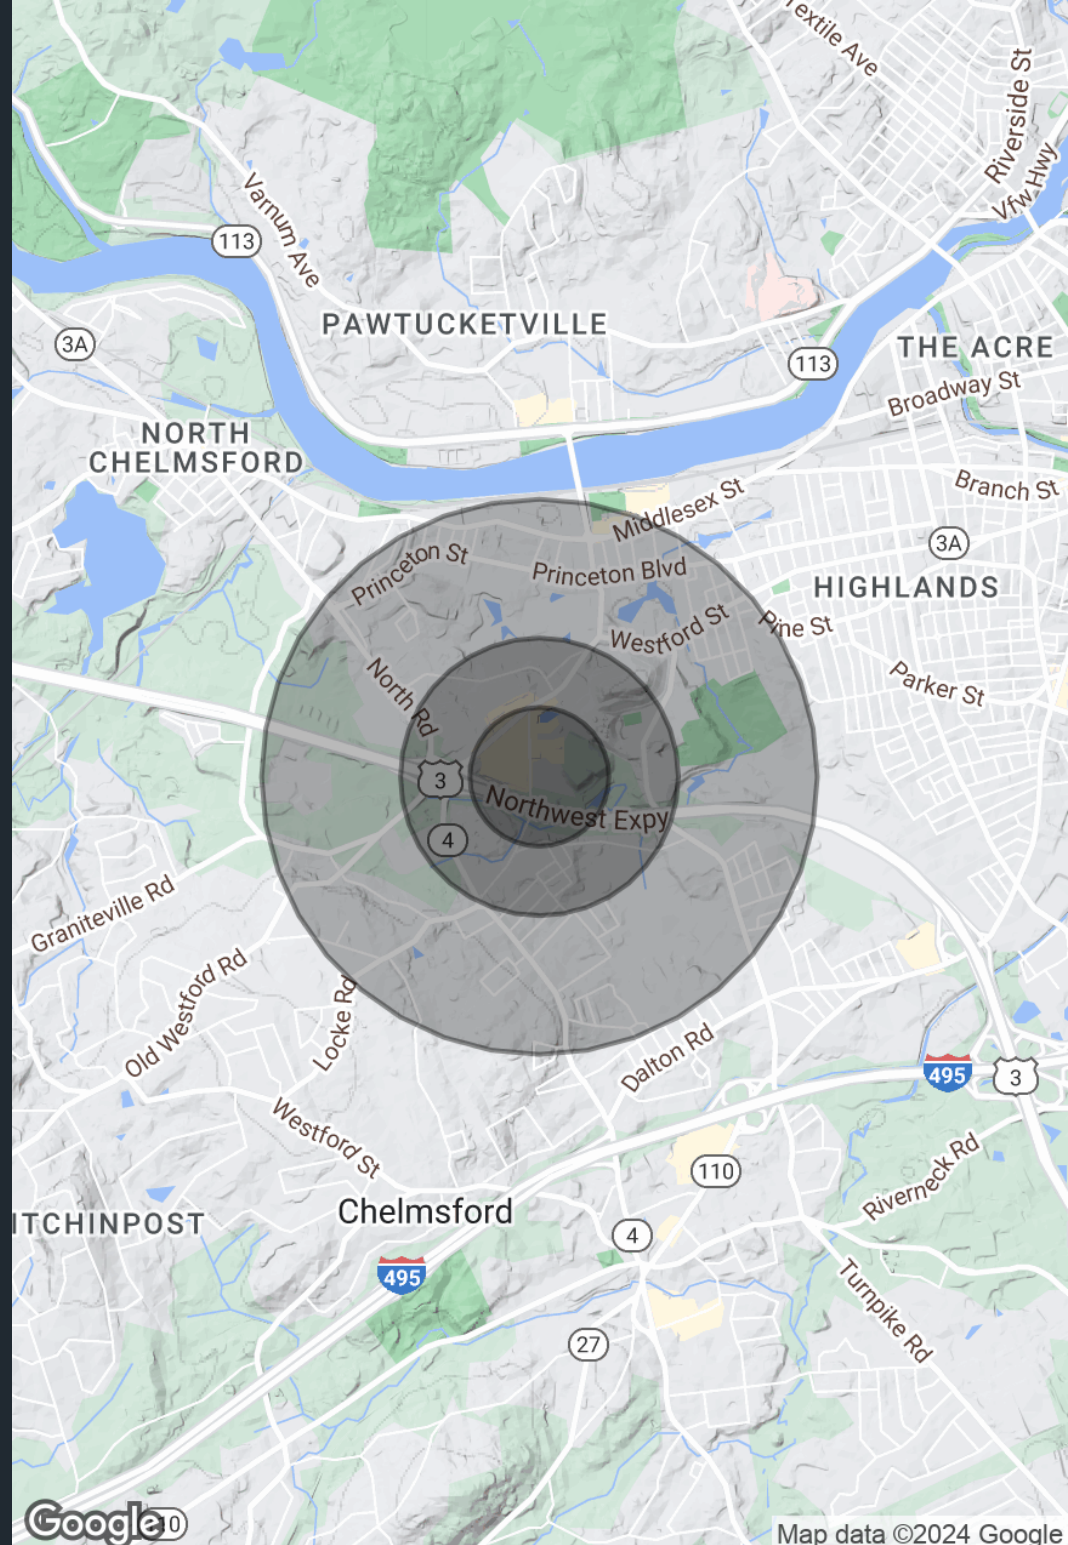 Textile Ave
Riverside St
Vfw Hwy
Varnum Ave
113
PAWTUCKETVILLE
3A
THE ACRE
113
Broadway St
NORTH
CHELMSFORD
Branch St
Middlesex St
3A
Princeton St
Princeton Blvd
HIGHLANDS
Westford St
Pine St
North Rd
Parker St
3
Northwest Expy
4
Graniteville Rd
Old Westford Rd
Locke Rd
Dalton Rd
495
3
Westford St
110
Riverneck Rd
Chelmsford
ITCHINPOST
4
495
Turnpike Rd
27
Google
110
Map data ©2024 Google